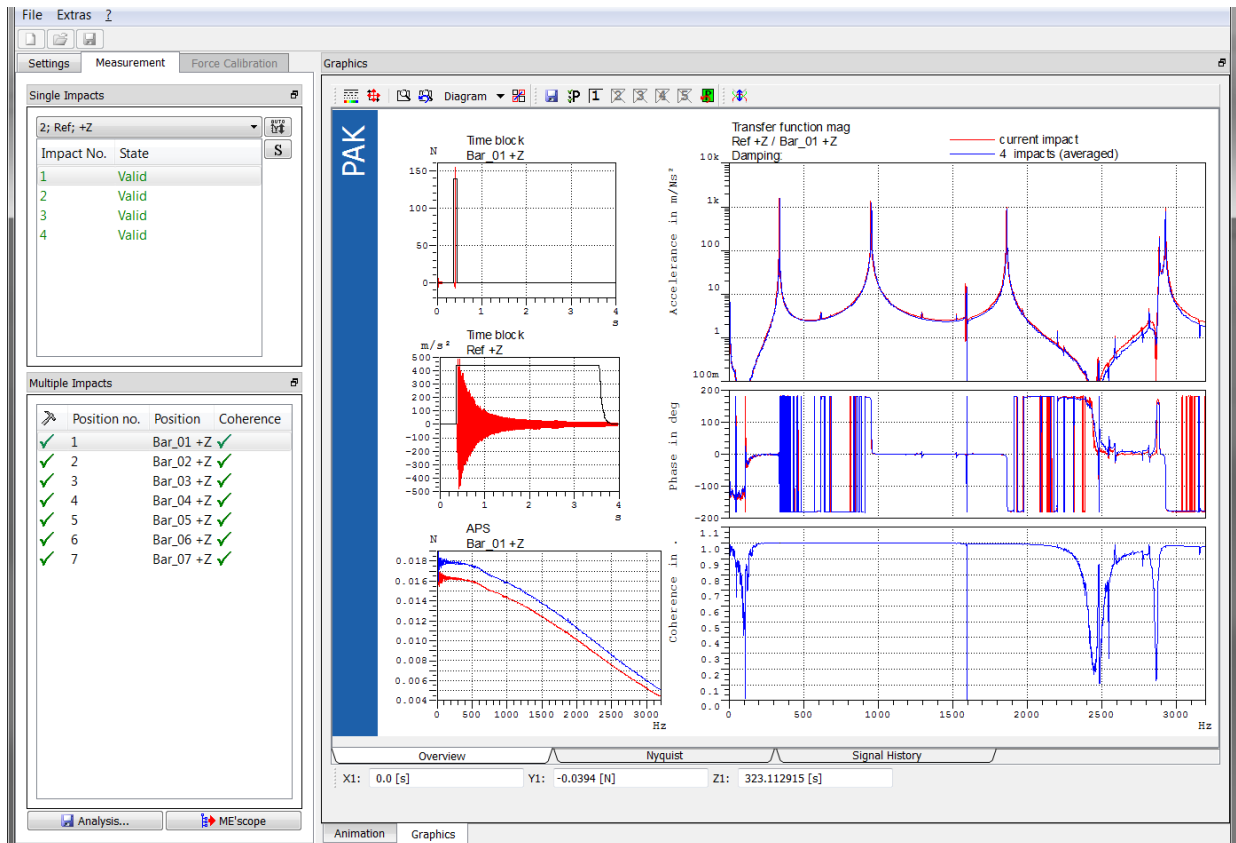 File Extras ?
Settings Measurement Force Calibration
Single Impacts
2; Ref; +Z
AUTO
Impact No. State
S
1 Valid
2 Valid
3 Valid
4 Valid
Multiple Impacts
Position no. Position Coherence
1 Bar_01 +Z
2 Bar_02 +Z
3 Bar_03 +Z
4 Bar_04 +Z
5 Bar_05 +Z
6 Bar_06 +Z
7 Bar_07 +Z
Analysis... ME'scope
Graphics
Diagram P 1 2 3 4 5
PAK
Time block
Bar_01 +Z
N
150
100
50
0
0 1 2 3 4
s
Time block
Ref +Z
m/s²
500
400
300
200
100
0
-100
-200
-300
-400
-500
0 1 2 3 4
s
APS
Bar_01 +Z
N
0.018
0.016
0.014
0.012
0.010
0.008
0.006
0.004
0 500 1000 1500 2000 2500 3000
Hz
Transfer function mag
Ref +Z / Bar_01 +Z
Damping:
current impact
4 impacts (averaged)
Accelerance in m/Ns²
10k
1k
100
10
1
100m
Phase in deg
200
100
0
-100
-200
Coherence in .
1.1
1.0
0.9
0.8
0.7
0.6
0.5
0.4
0.3
0.2
0.1
0.0
0 500 1000 1500 2000 2500 3000
Hz
Overview Nyquist Signal History
X1: 0.0 [s] Y1: -0.0394 [N] Z1: 323.112915 [s]
Animation Graphics